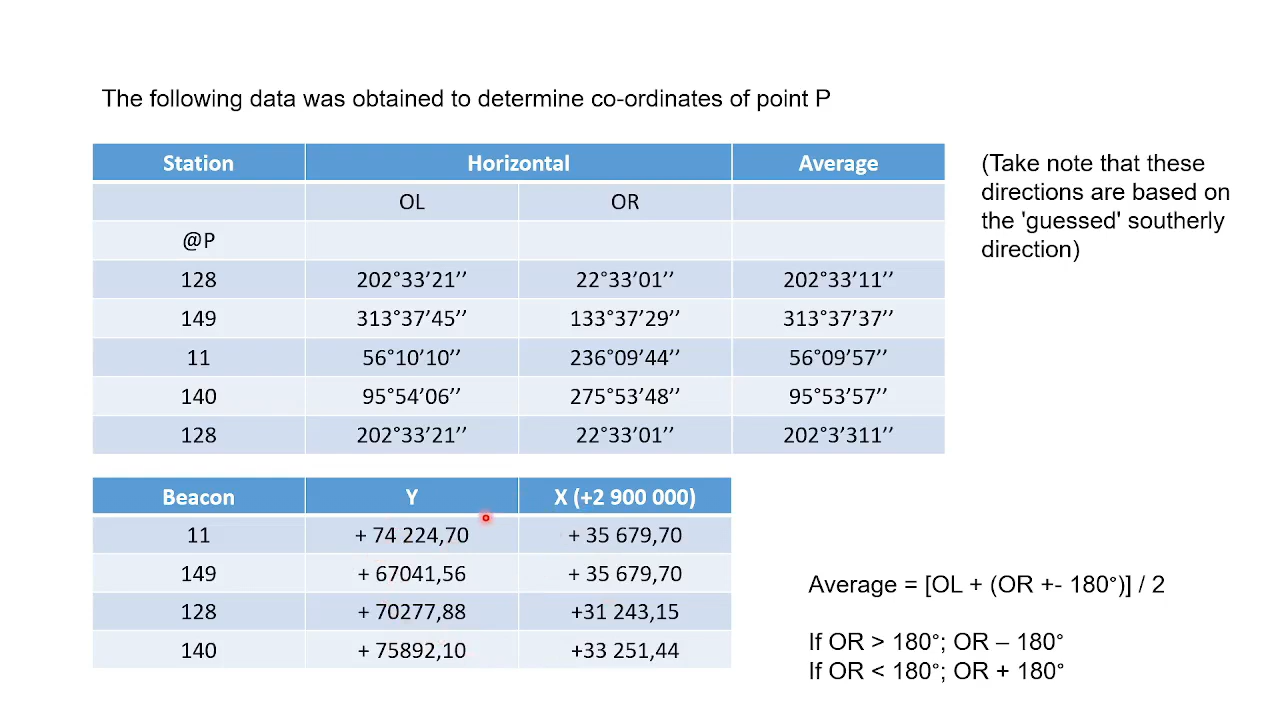 The following data was obtained to determine co-ordinates of point P
Station Horizontal Average
OL OR
@P
128 202°33’21’’ 22°33’01’’ 202°33’11’’
149 313°37’45’’ 133°37’29’’ 313°37’37’’
11 56°10’10’’ 236°09’44’’ 56°09’57’’
140 95°54’06’’ 275°53’48’’ 95°53’57’’
128 202°33’21’’ 22°33’01’’ 202°3’311’’
(Take note that these
directions are based on
the 'guessed' southerly
direction)
Beacon Y X (+2 900 000)
11 + 74 224,70 + 35 679,70
149 + 67041,56 + 35 679,70
128 + 70277,88 +31 243,15
140 + 75892,10 +33 251,44
Average = [OL + (OR +- 180°)] / 2
If OR > 180°; OR – 180°
If OR < 180°; OR + 180°